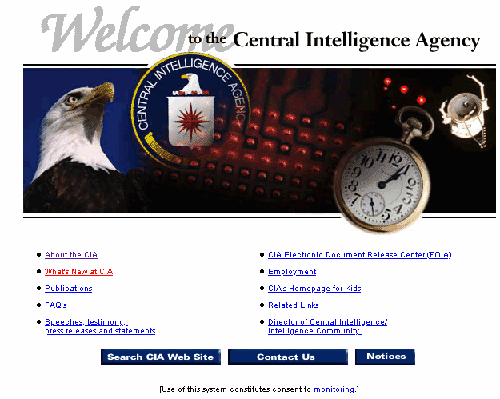 Welcome to the Central Intelligence Agency
CENTRAL INTELLIGENCE AGENCY
About the CIA
What's New at CIA
Publications
FAQs
Speeches, testimony,
press releases and statements
CIA Electronic Document Release Center(FOIA)
Employment
CIA's Homepage for Kids
Related Links
Director of Central Intelligence/
Intelligence Community
Search CIA Web Site
Contact Us
Notices
[Use of this system constitutes consent to monitoring.]